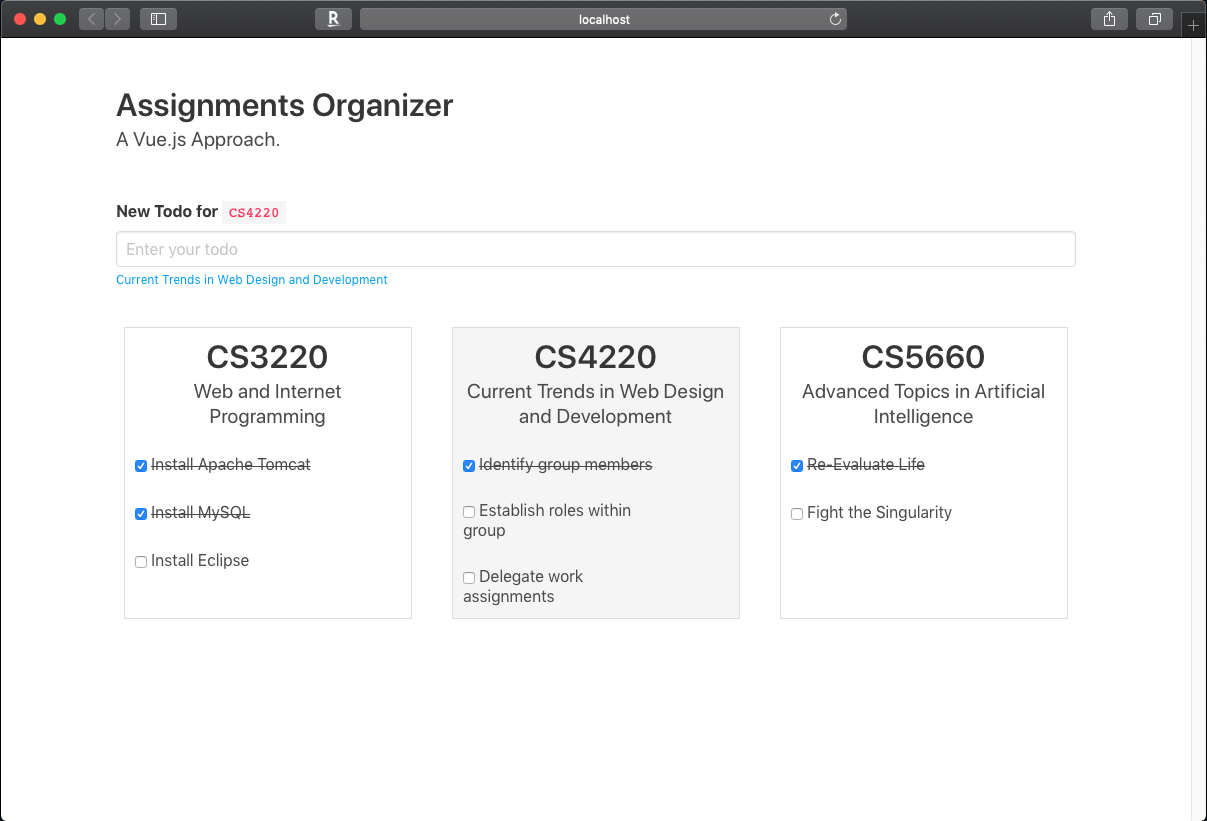 localhost
Assignments Organizer
A Vue.js Approach.
New Todo for CS4220
Enter your todo
Current Trends in Web Design and Development
CS3220
Web and Internet
Programming
Install Apache Tomcat
Install MySQL
Install Eclipse
CS4220
Current Trends in Web Design
and Development
Identify group members
Establish roles within
group
Delegate work
assignments
CS5660
Advanced Topics in Artificial
Intelligence
Re-Evaluate Life
Fight the Singularity